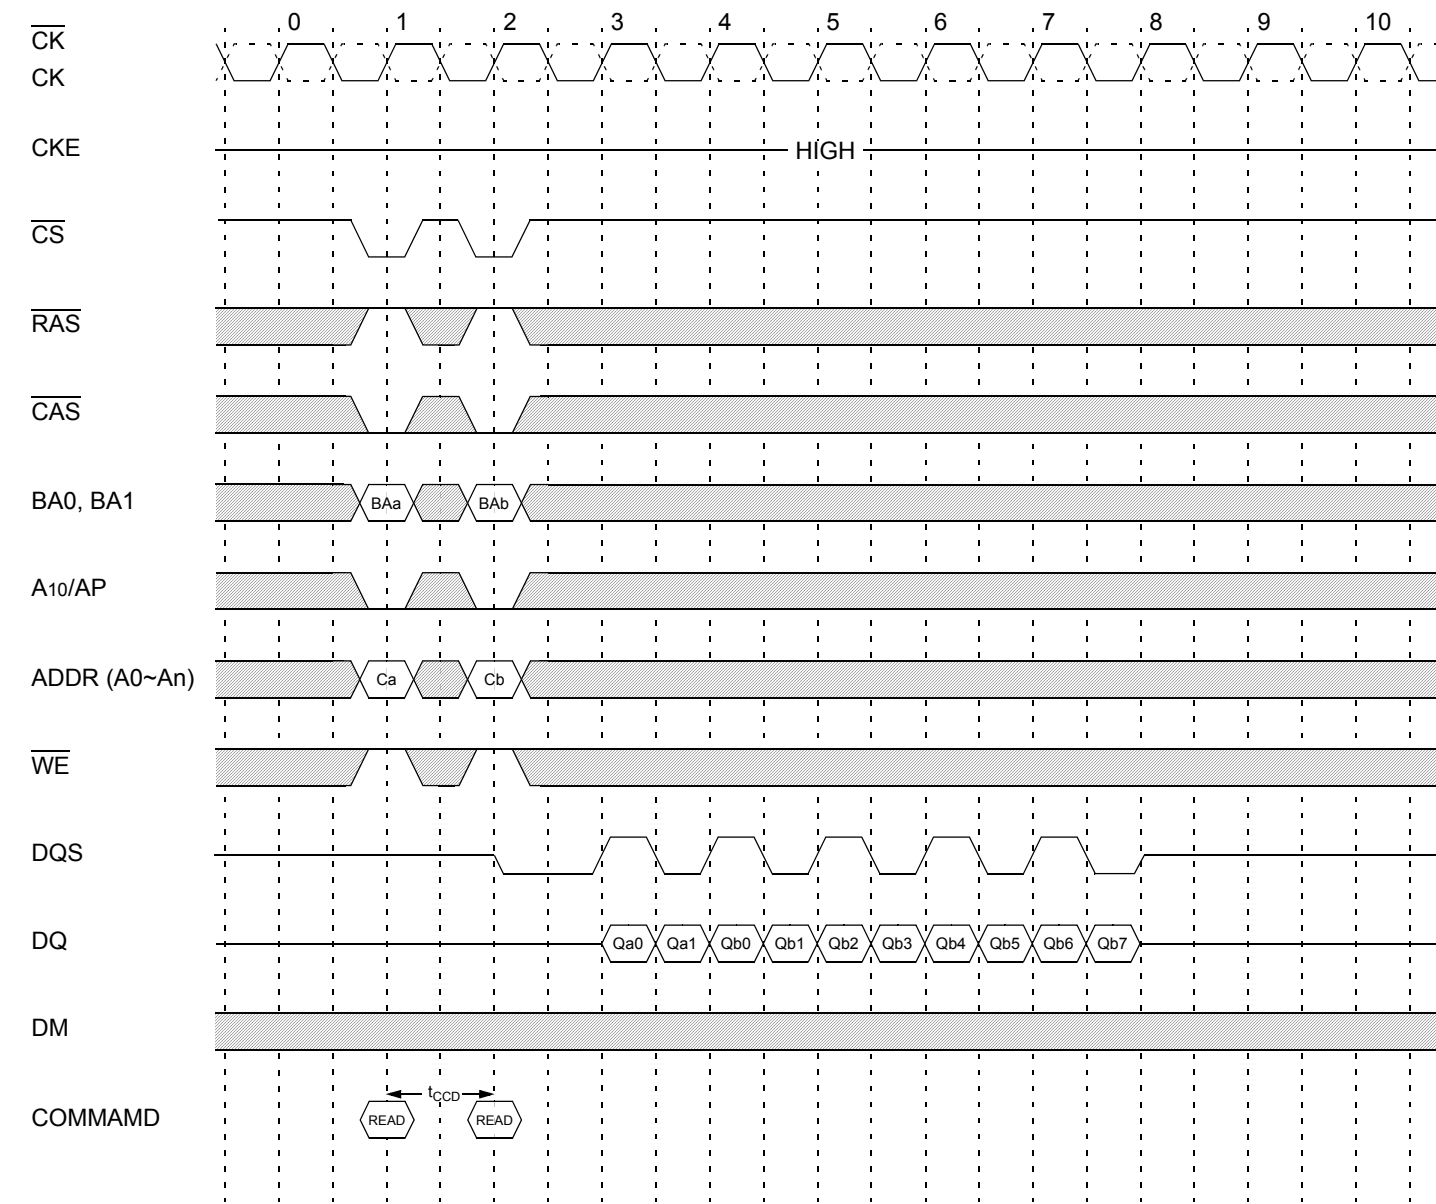 0 1 2 3 4 5 6 7 8 9 10
CK
CK
CKE
HIGH
CS
RAS
CAS
BA0, BA1 BAa BAb
A10/AP
ADDR (A0~An) Ca Cb
WE
DQS
DQ Qa0 Qa1 Qb0 Qb1 Qb2 Qb3 Qb4 Qb5 Qb6 Qb7
DM
tCCD
COMMAMD READ READ